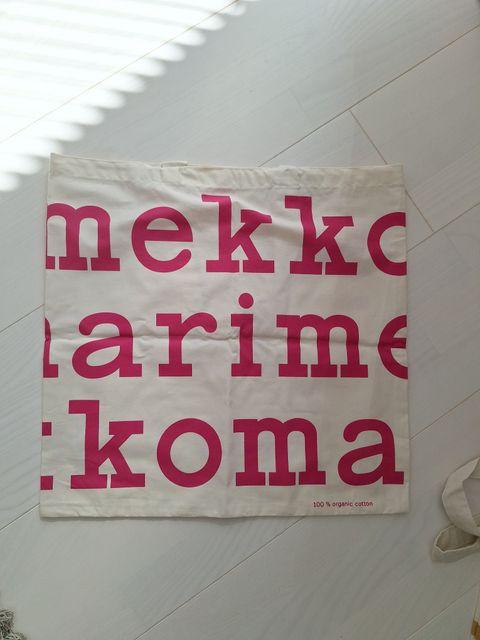 mekko
arime
koma
100 % organic cotton